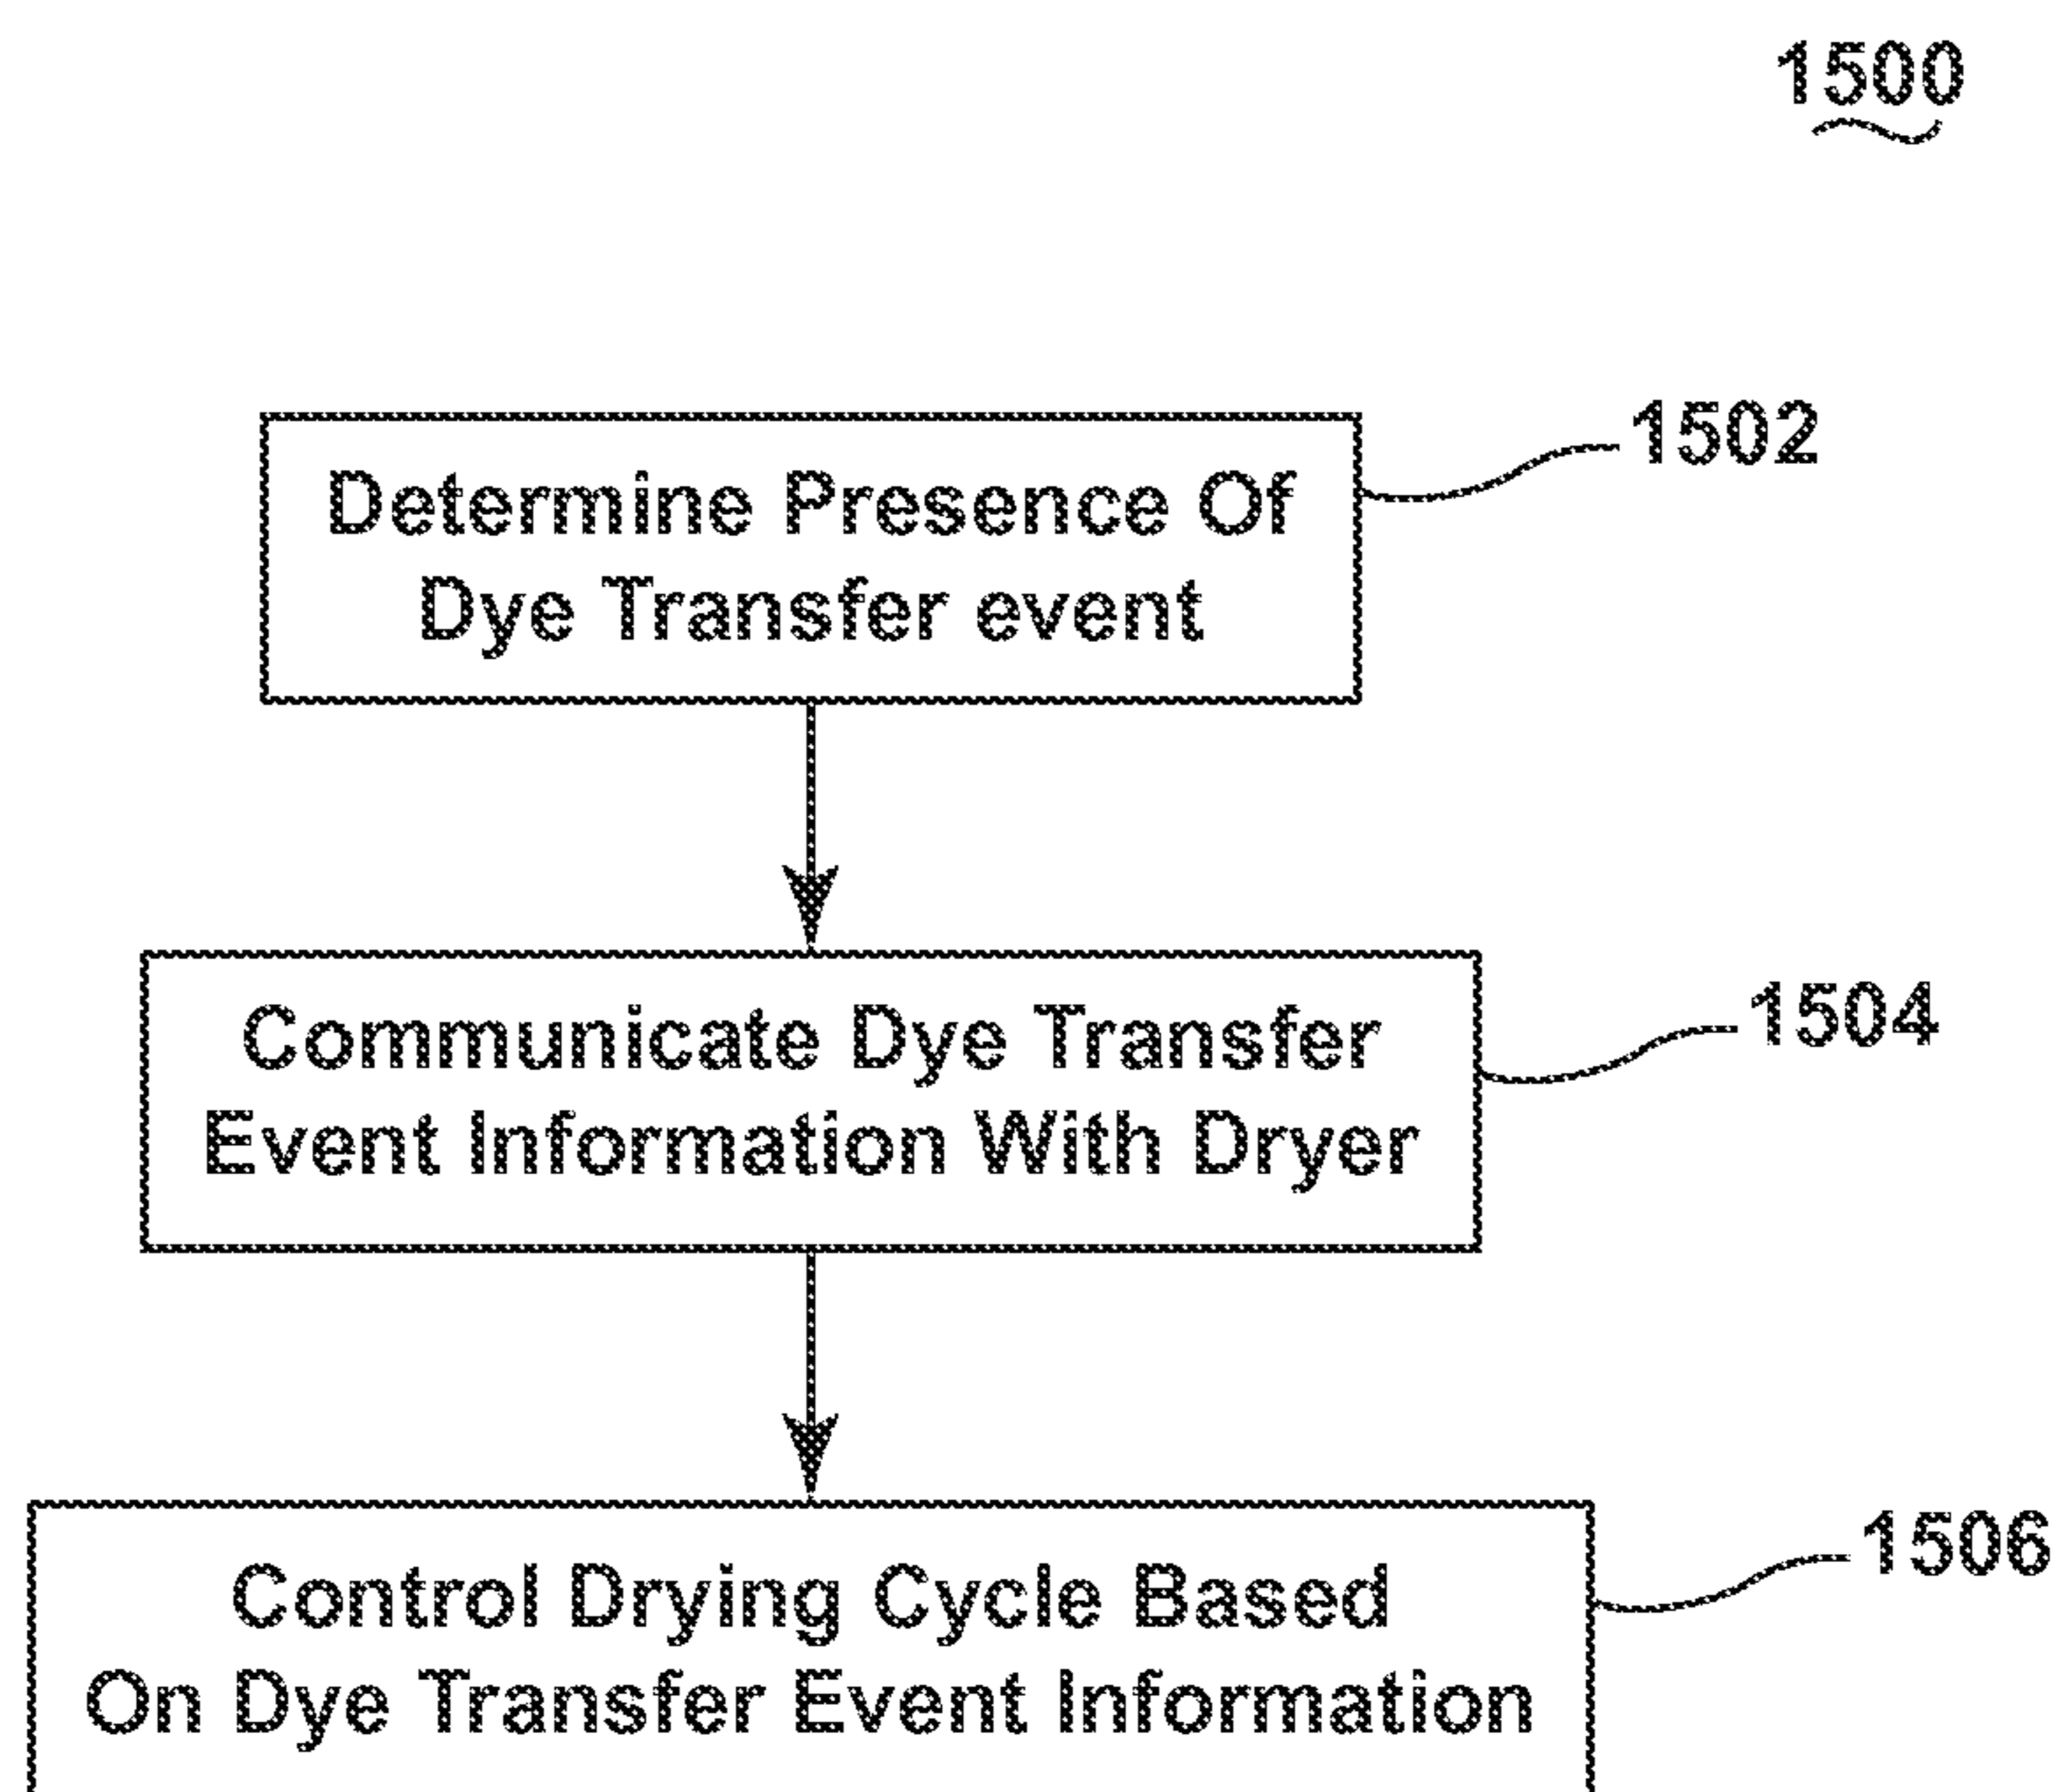 1500
Determine Presence Of
Dye Transfer event
1502
Communicate Dye Transfer
Event Information With Dryer
1504
Control Drying Cycle Based
On Dye Transfer Event Information
1506